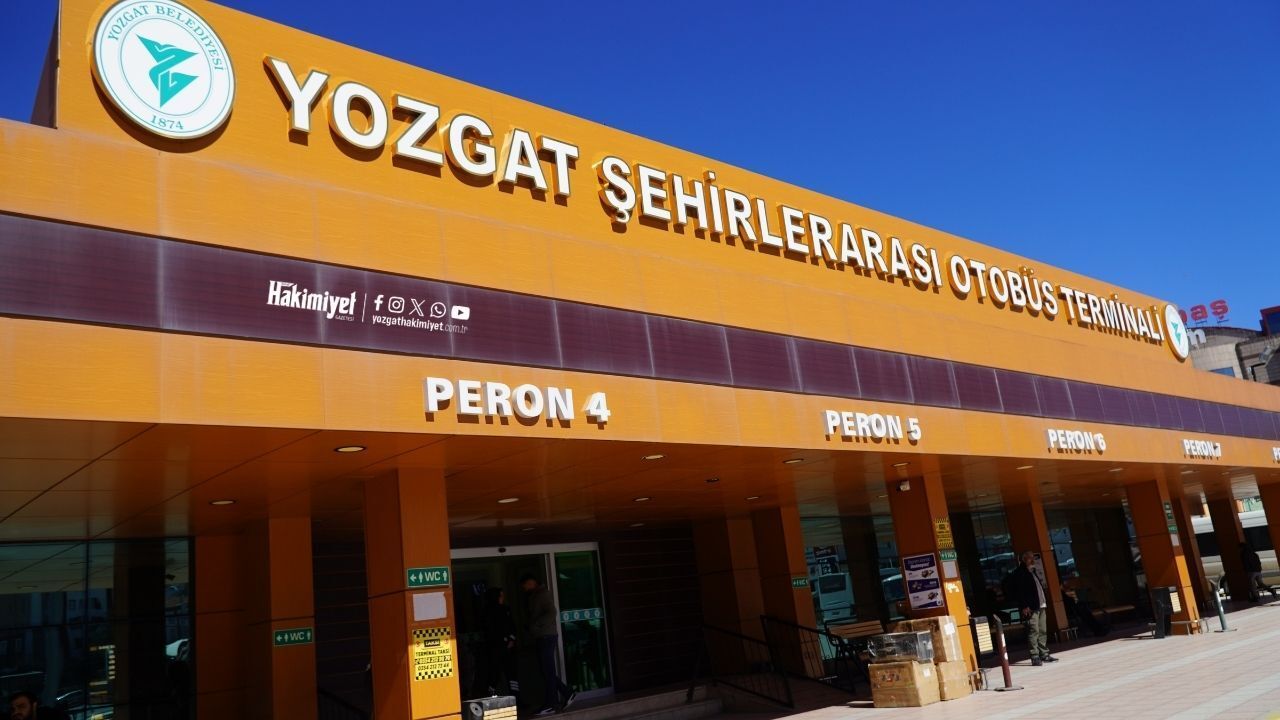 YOZGAT BELEDİYESİ
1874
YOZGAT ŞEHİRLERARASI OTOBÜS TERMİNALİ
Hakimiyet
GAZETESİ
yozgathakimiyet.com.tr
PERON 4
PERON 5
PERON 6
PERON 7
WC
WC
TERMİNAL TAKSİ